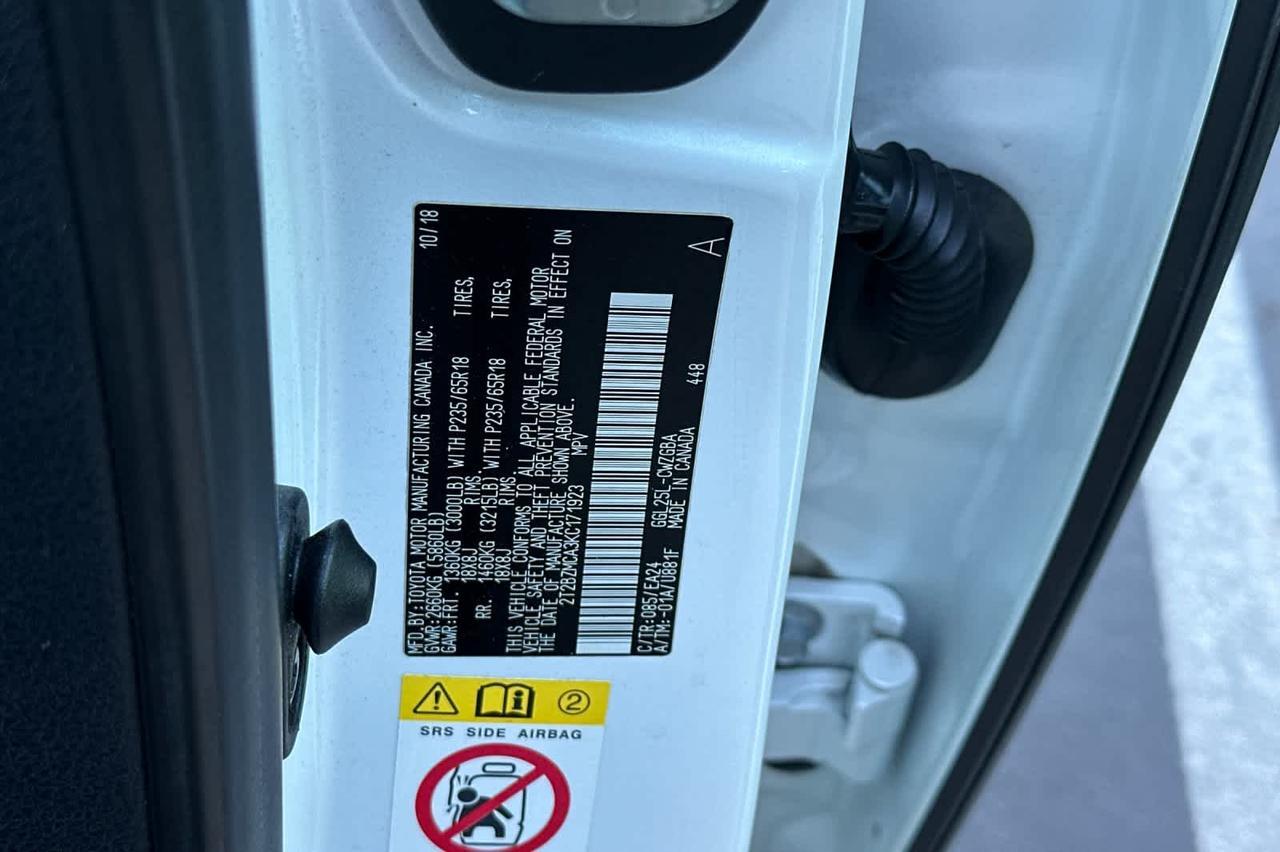 MFD.BY:TOYOTA MOTOR MANUFACTURING CANADA INC. 10/18
GVWR:2660KG (5860LB)
GAWR:FRT. 1360KG (3000LB) WITH P235/65R18 TIRES,
18X8J RIMS.
RR. 1460KG (3215LB) WITH P235/65R18 TIRES,
18X8J RIMS.
THIS VEHICLE CONFORMS TO ALL APPLICABLE FEDERAL MOTOR
VEHICLE SAFETY AND THEFT PREVENTION STANDARDS IN EFFECT ON
THE DATE OF MANUFACTURE SHOWN ABOVE.
2T2BZMCA3KC171923 MPV
C/TR:085/EA24 GGL25L-CWZGBA
A/TM:-01A/U881F MADE IN CANADA 448 A
2
SRS SIDE AIRBAG